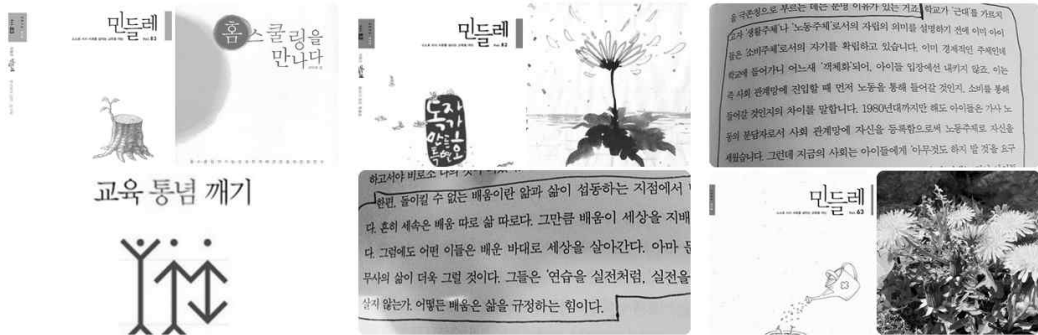 민들레
Vol. 83
홈스쿨링을
만나다
교육 통념 깨기
민들레
Vol. 82
독자가
만드는
특별호
하고서야 비로소 나의
한편, 돌이킬 수 없는 배움이란 앎과 삶이 섭동하는 지점에서
다. 흔히 세속은 배움 따로 삶 따로다. 그만큼 배움이 세상을 지배
다. 그럼에도 어떤 이들은 배운 바대로 세상을 살아간다. 아마
무사의 삶이 더욱 그럴 것이다. 그들은 '연습을 실전처럼, 실전을
살지 않는가. 어떻든 배움은 삶을 규정하는 힘이다.
을 극존칭으로 부르는 데는 분명 이유가 있는 거죠. 학교가 '근대'를 가르치
고자 '생활주체'나 '노동주체'로서의 자립의 의미를 설명하기 전에 이미 아이
들은 '소비주체'로서의 자기를 확립하고 있습니다. 이미 경제적인 주체인데
학교에 들어가니 어느새 '객체화'되어, 아이들 입장에선 내키지 않죠. 이는
즉 사회 관계망에 진입할 때 먼저 노동을 통해 들어갈 것인지, 소비를 통해
들어갈 것인지의 차이를 말합니다. 1980년대까지만 해도 아이들은 가사 노
동의 분담자로서 사회 관계망에 자신을 등록함으로써 노동주체로 자신을
세웠습니다. 그런데 지금의 사회는 아이들에게 '아무것도 하지 말 것'을 요구
민들레
Vol. 63